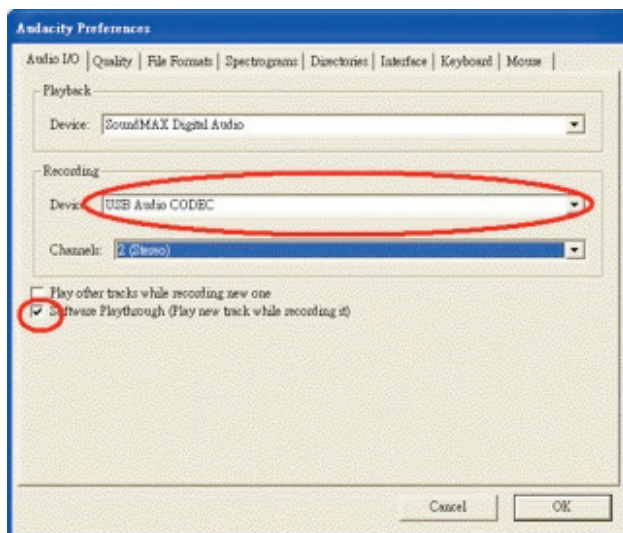 Audacity Preferences
Audio I/O | Quality | File Formats | Spectrograms | Directories | Interface | Keyboard | Mouse
Playback
Device: SoundMAX Digital Audio
Recording
Device: USB Audio CODEC
Channels: 2 (Stereo)
Play other tracks while recording new one
Software Playthrough (Play new track while recording it)
Cancel OK